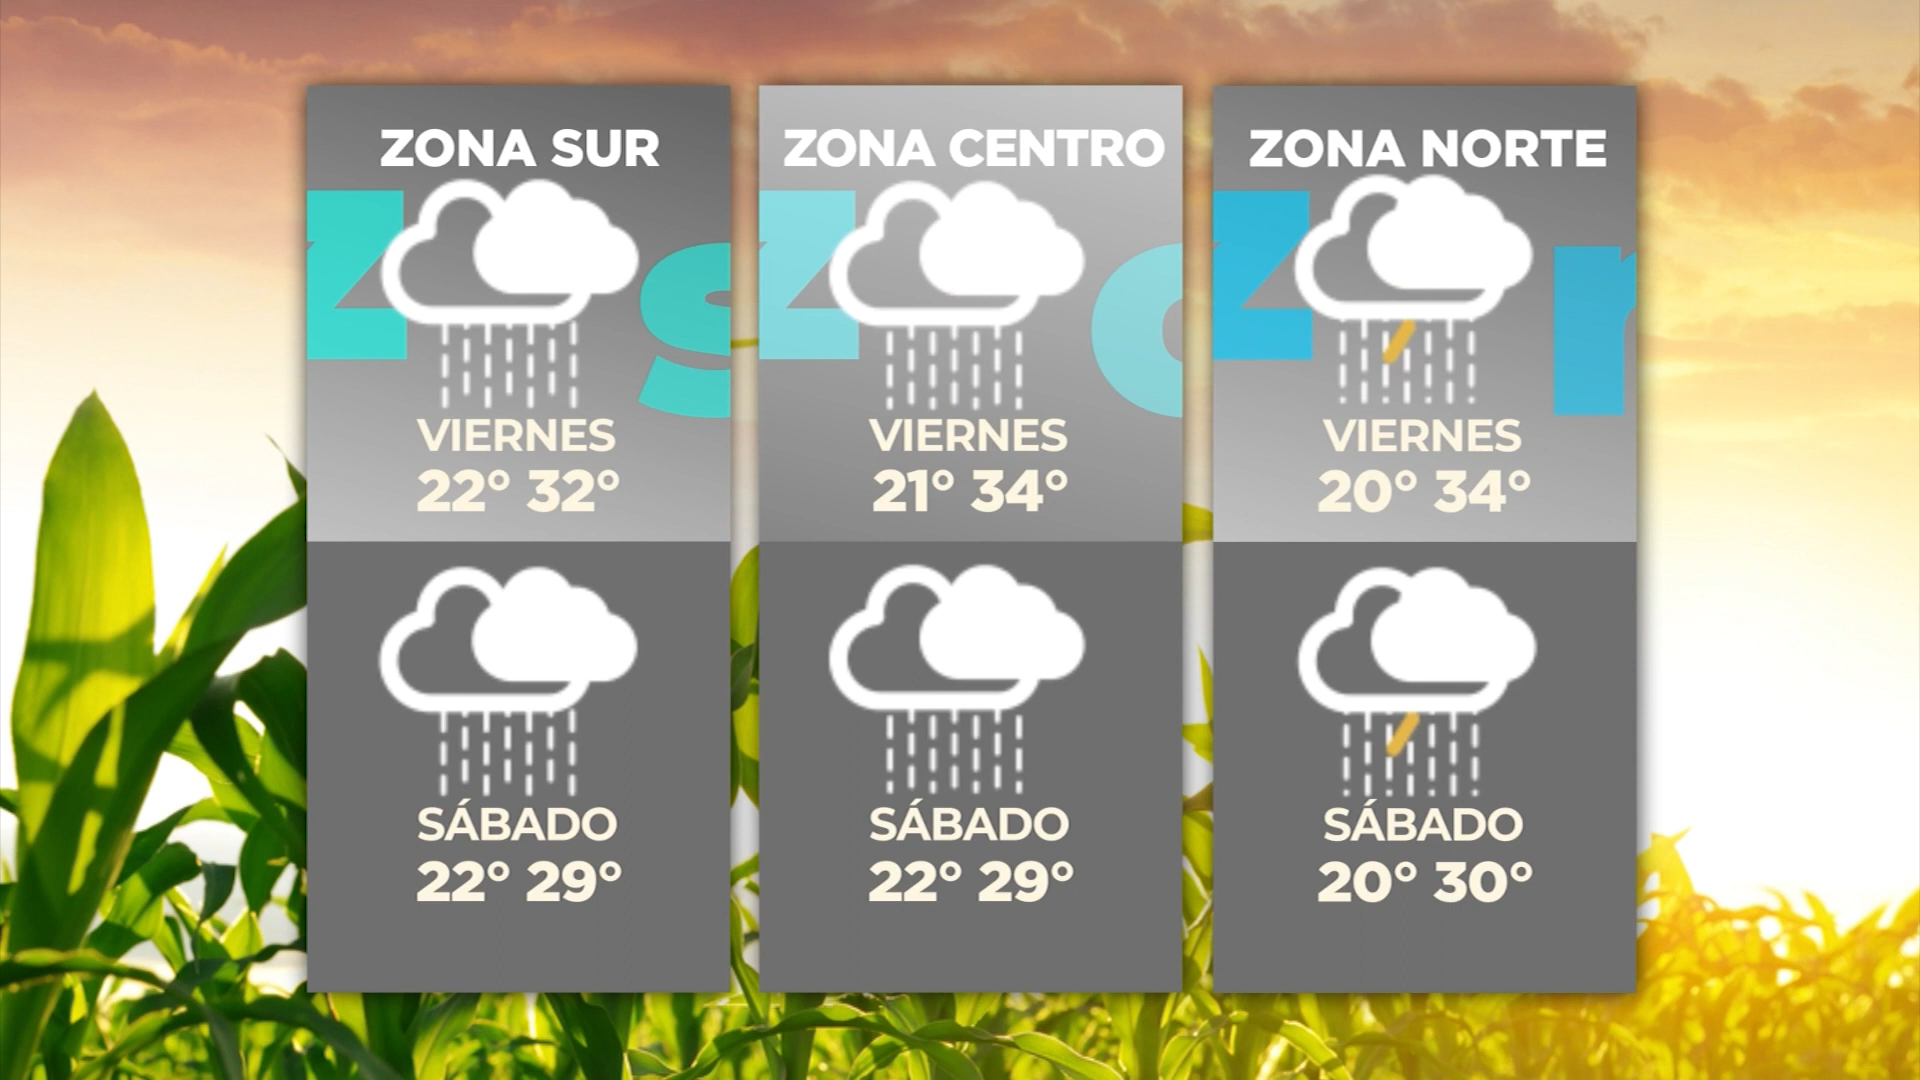 ZONA SUR
z s
VIERNES
22° 32°
SÁBADO
22° 29°
ZONA CENTRO
z c
VIERNES
21° 34°
SÁBADO
22° 29°
ZONA NORTE
z n
VIERNES
20° 34°
SÁBADO
20° 30°